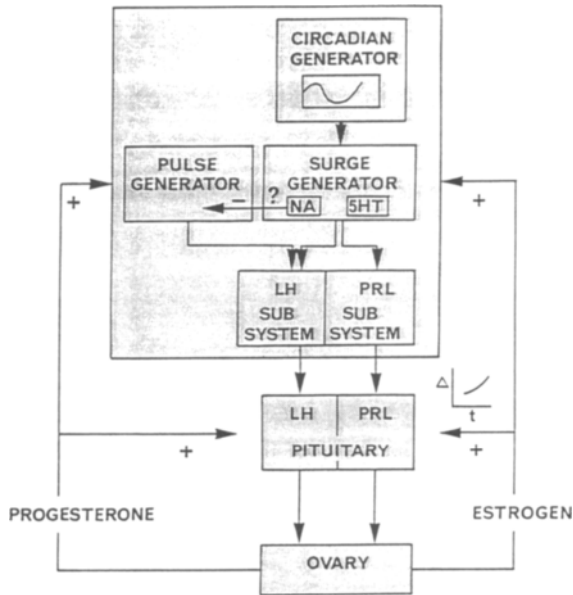 CIRCADIAN
GENERATOR
PULSE
GENERATOR
SURGE
GENERATOR
?
−
NA
5HT
+
+
LH
SUB
SYSTEM
PRL
SUB
SYSTEM
Δ
t
LH
PRL
PITUITARY
+
+
PROGESTERONE
ESTROGEN
OVARY